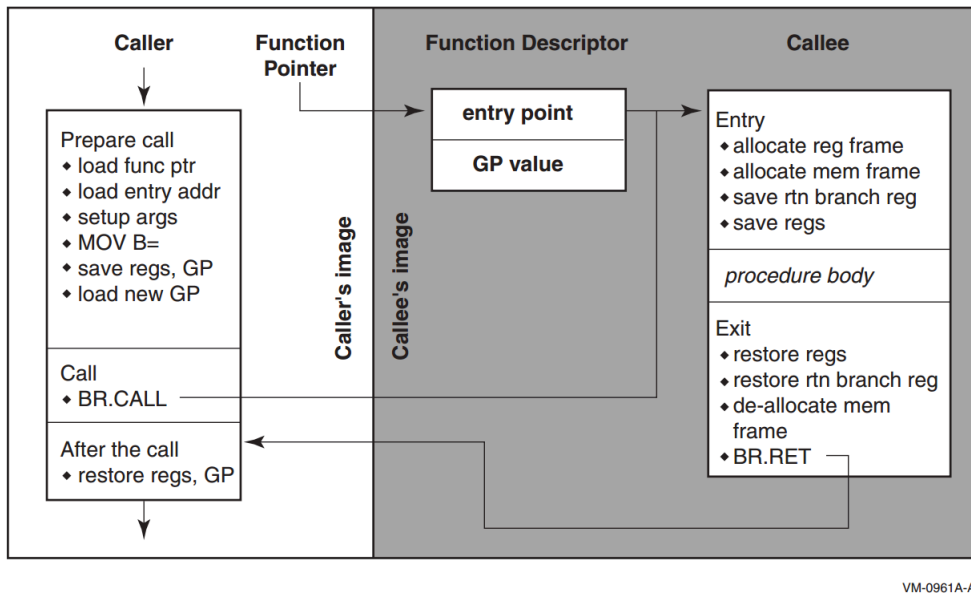 Caller
Function
Pointer
Function Descriptor
Callee
Prepare call
◆ load func ptr
◆ load entry addr
◆ setup args
◆ MOV B=
◆ save regs, GP
◆ load new GP
Call
◆ BR.CALL
After the call
◆ restore regs, GP
Caller's image
Callee's image
entry point
GP value
Entry
◆ allocate reg frame
◆ allocate mem frame
◆ save rtn branch reg
◆ save regs
procedure body
Exit
◆ restore regs
◆ restore rtn branch reg
◆ de-allocate mem
frame
◆ BR.RET
VM-0961A-A